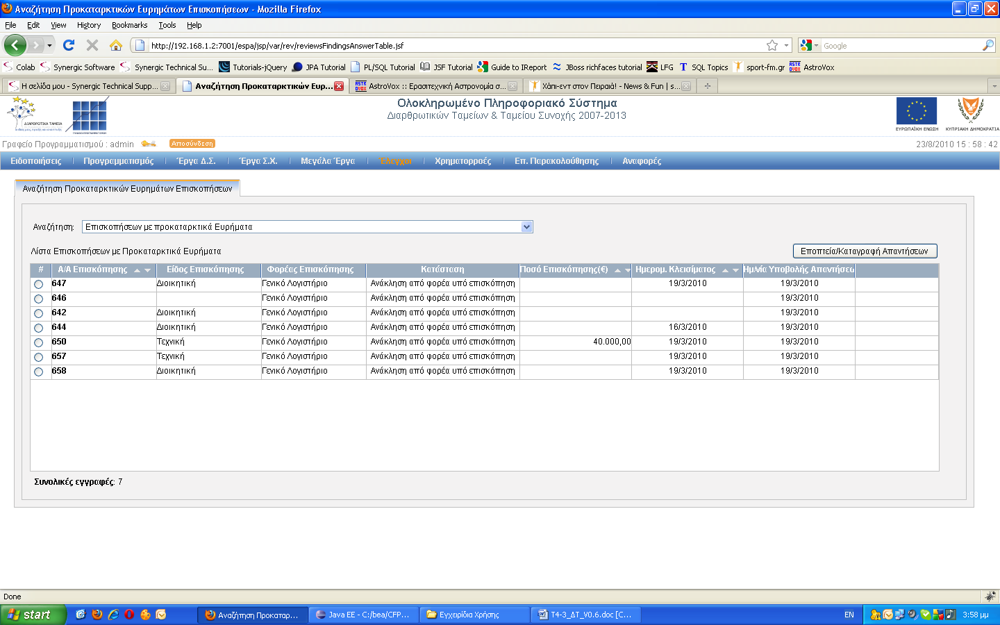 Αναζήτηση Προκαταρκτικών Ευρημάτων Επισκοπήσεων - Mozilla Firefox
File Edit View History Bookmarks Tools Help
http://192.168.1.2:7001/espa/jsp/var/rev/reviewsFindingsAnswerTable.jsf Google
Colab Synergic Software Synergic Technical Su... Tutorials-jQuery JPA Tutorial PL/SQL Tutorial JSF Tutorial Guide to IReport JBoss richfaces tutorial LFG SQL Topics sport-fm.gr AstroVox
Η σελίδα μου - Synergic Technical Supp... Αναζήτηση Προκαταρκτικών Ευρ... AstroVox :: Ερασιτεχνική Αστρονομία σ... Χάπι-εντ στον Πειραιά! - News & Fun | s...
Ολοκληρωμένο Πληροφοριακό Σύστημα
Διαρθρωτικών Ταμείων & Ταμείου Συνοχής 2007-2013
ΔΙΑΡΘΡΩΤΙΚΑ ΤΑΜΕΙΑ
ΕΥΡΩΠΑΪΚΗ ΕΝΩΣΗ ΚΥΠΡΙΑΚΗ ΔΗΜΟΚΡΑΤΙΑ
Γραφείο Προγραμματισμού : admin Αποσύνδεση 23/8/2010 15 : 58 : 42
Ειδοποιήσεις Προγραμματισμός Έργα Δ.Σ. Έργα Σ.Χ. Μεγάλα Έργα Έλεγχοι Χρηματορροές Επ. Παρακολούθησης Αναφορές
Αναζήτηση Προκαταρκτικών Ευρημάτων Επισκοπήσεων
Αναζήτηση: Επισκοπήσεων με προκαταρκτικά Ευρήματα
Λίστα Επισκοπήσεων με Προκαταρκτικά Ευρήματα Εποπτεία/Καταγραφή Απαντήσεων
# Α/Α Επισκόπησης Είδος Επισκόπησης Φορέας Επισκόπησης Κατάσταση Ποσό Επισκόπησης(€) Ημερομ. Κλεισίματος Ημ/νία Υποβολής Απαντήσεω
647 Διοικητική Γενικό Λογιστήριο Ανάκληση από φορέα υπό επισκόπηση 19/3/2010 19/3/2010
646 Γενικό Λογιστήριο Ανάκληση από φορέα υπό επισκόπηση 19/3/2010
642 Διοικητική Γενικό Λογιστήριο Ανάκληση από φορέα υπό επισκόπηση 19/3/2010
644 Διοικητική Γενικό Λογιστήριο Ανάκληση από φορέα υπό επισκόπηση 16/3/2010 19/3/2010
650 Τεχνική Γενικό Λογιστήριο Ανάκληση από φορέα υπό επισκόπηση 40.000,00 19/3/2010 19/3/2010
657 Τεχνική Γενικό Λογιστήριο Ανάκληση από φορέα υπό επισκόπηση 19/3/2010 19/3/2010
658 Διοικητική Γενικό Λογιστήριο Ανάκληση από φορέα υπό επισκόπηση 19/3/2010 19/3/2010
Συνολικές εγγραφές: 7
Done
start Αναζήτηση Προκαταρ... Java EE - C:/bea/CFP... Εγχειρίδια Χρήσης T4-3_ΔΤ_V0.6.doc [C... EN 3:58 μμ